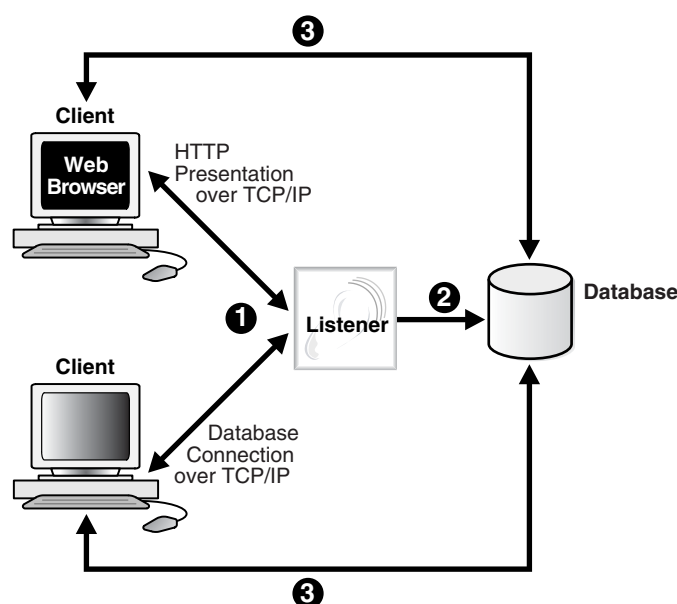 3
Client
Web
Browser
HTTP
Presentation
over TCP/IP
1
Listener
2
Database
Client
Database
Connection
over TCP/IP
3